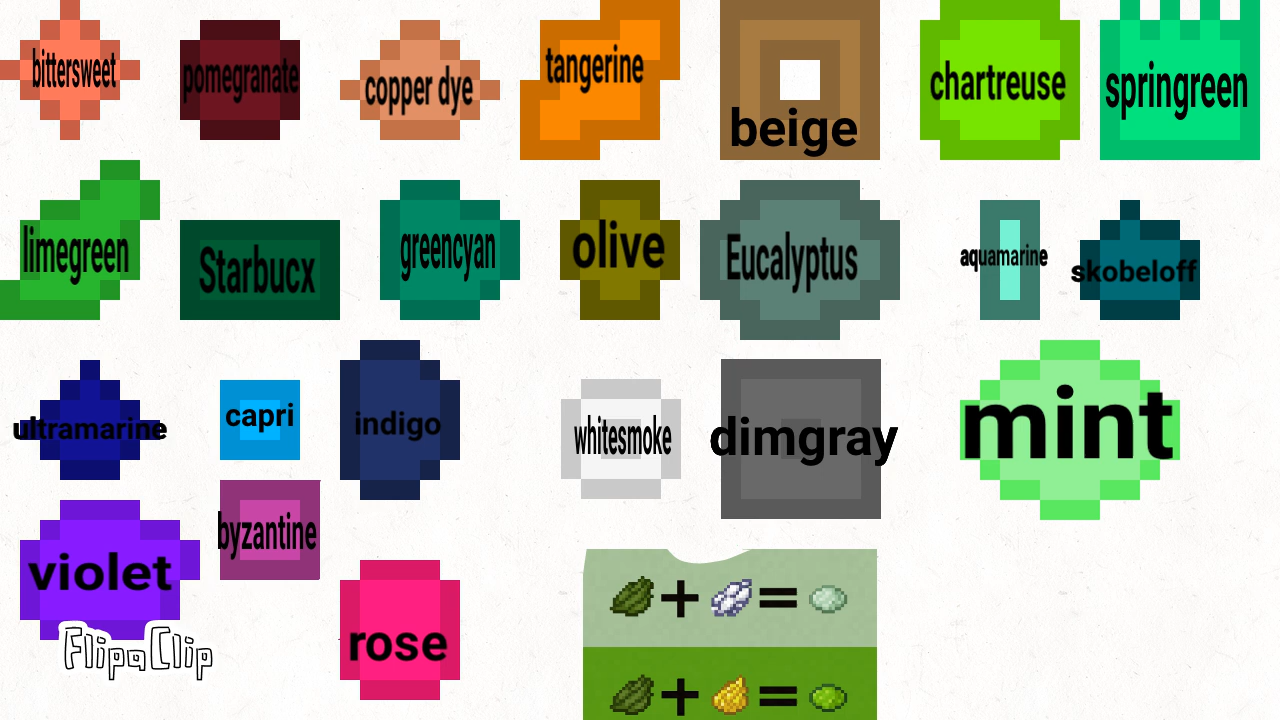 bittersweet
pomegranate
copper dye
tangerine
beige
chartreuse
springreen
limegreen
Starbucx
greencyan
olive
Eucalyptus
aquamarine
skobeloff
ultramarine
capri
indigo
whitesmoke
dimgray
mint
violet
byzantine
rose
+ =
+ =
FlipaClip